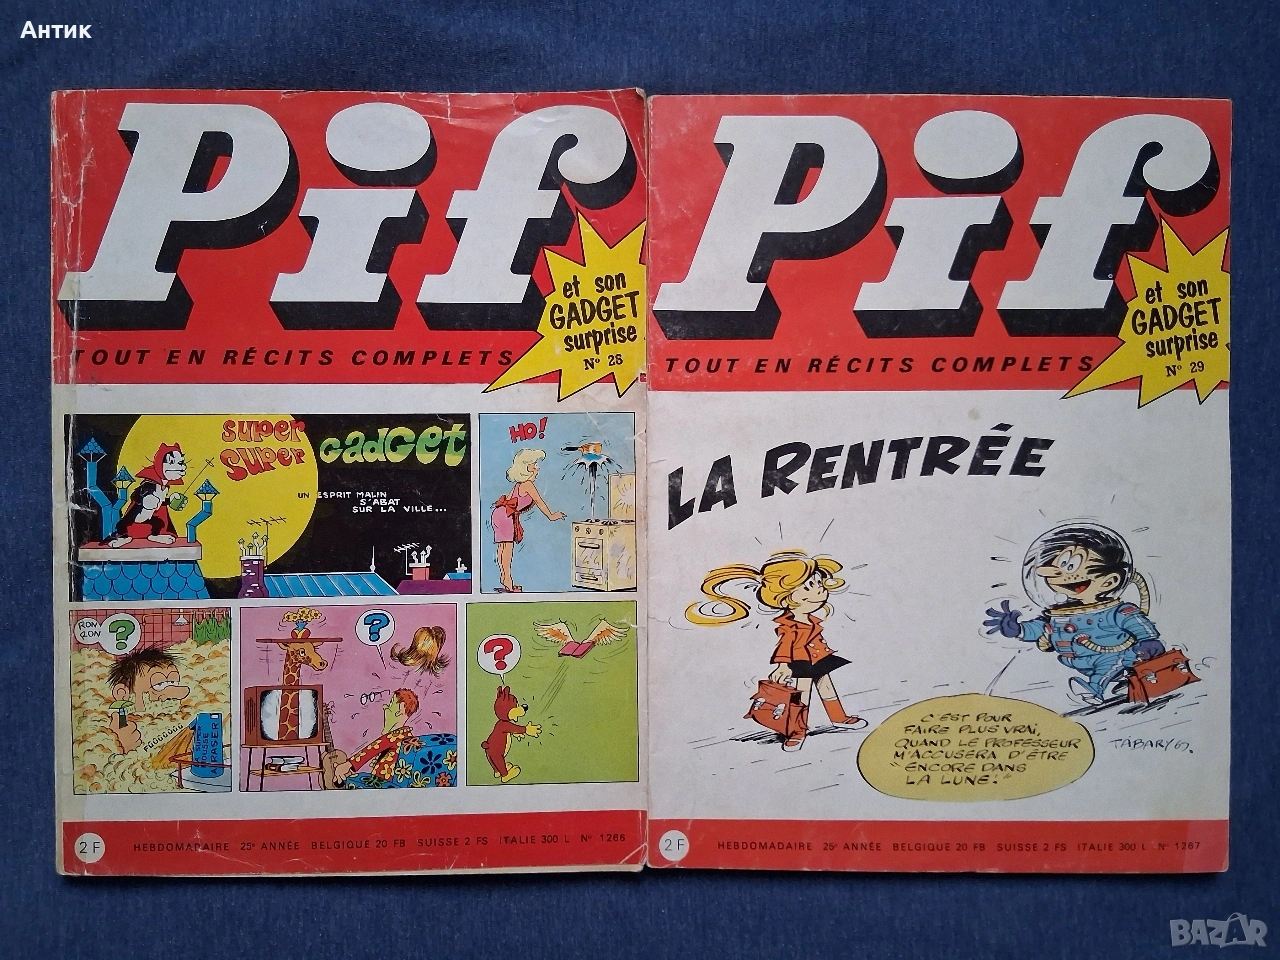 Антик
Pif
et son
GADGET
surprise
N° 28
TOUT EN RÉCITS COMPLETS
SUPER
SUPER
GADGET
UN ESPRIT MALIN
S'ABAT
SUR LA VILLE...
HO!
RON
RON
?
?
?
2 F
HEBDOMADAIRE 25e ANNÉE BELGIQUE 20 FB SUISSE 2 FS ITALIE 300 L N° 1266
Pif
et son
GADGET
surprise
N° 29
TOUT EN RÉCITS COMPLETS
LA RENTRÉE
C'EST POUR
FAIRE PLUS VRAI,
QUAND LE PROFESSEUR
M'ACCUSERA D'ÊTRE
"ENCORE DANS
LA LUNE!"
TABARY 69.
2 F
HEBDOMADAIRE 25e ANNÉE BELGIQUE 20 FB SUISSE 2 FS ITALIE 300 L N° 1267
BAZAR